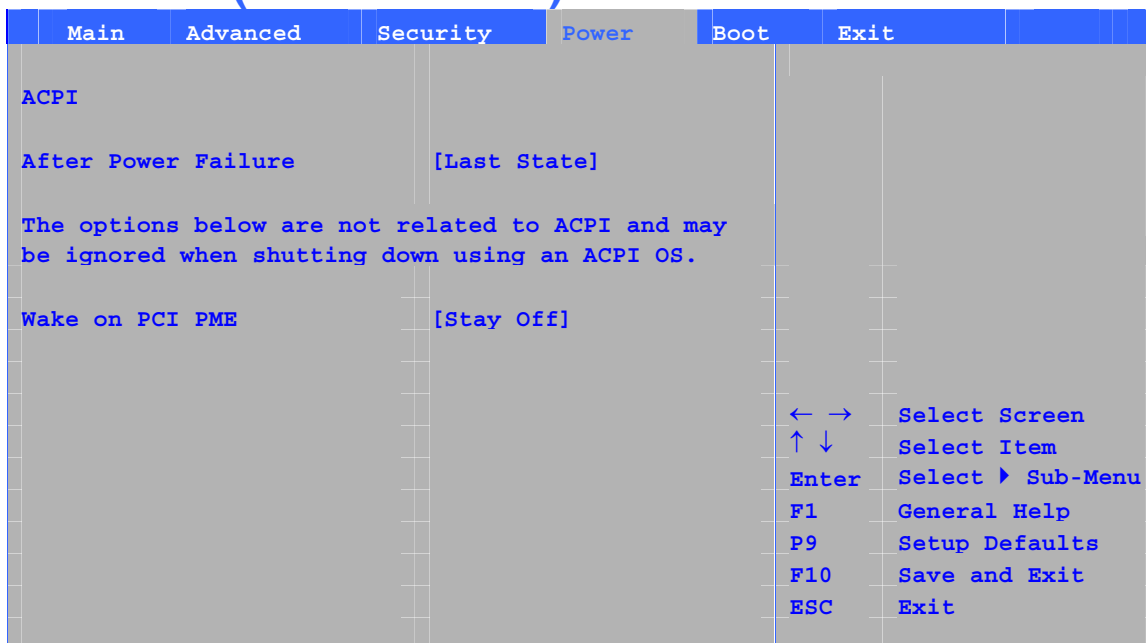 Main Advanced Security Power Boot Exit
ACPI
After Power Failure [Last State]
The options below are not related to ACPI and may
be ignored when shutting down using an ACPI OS.
Wake on PCI PME [Stay Off]
← → Select Screen
↑ ↓ Select Item
Enter Select ▶ Sub-Menu
F1 General Help
P9 Setup Defaults
F10 Save and Exit
ESC Exit